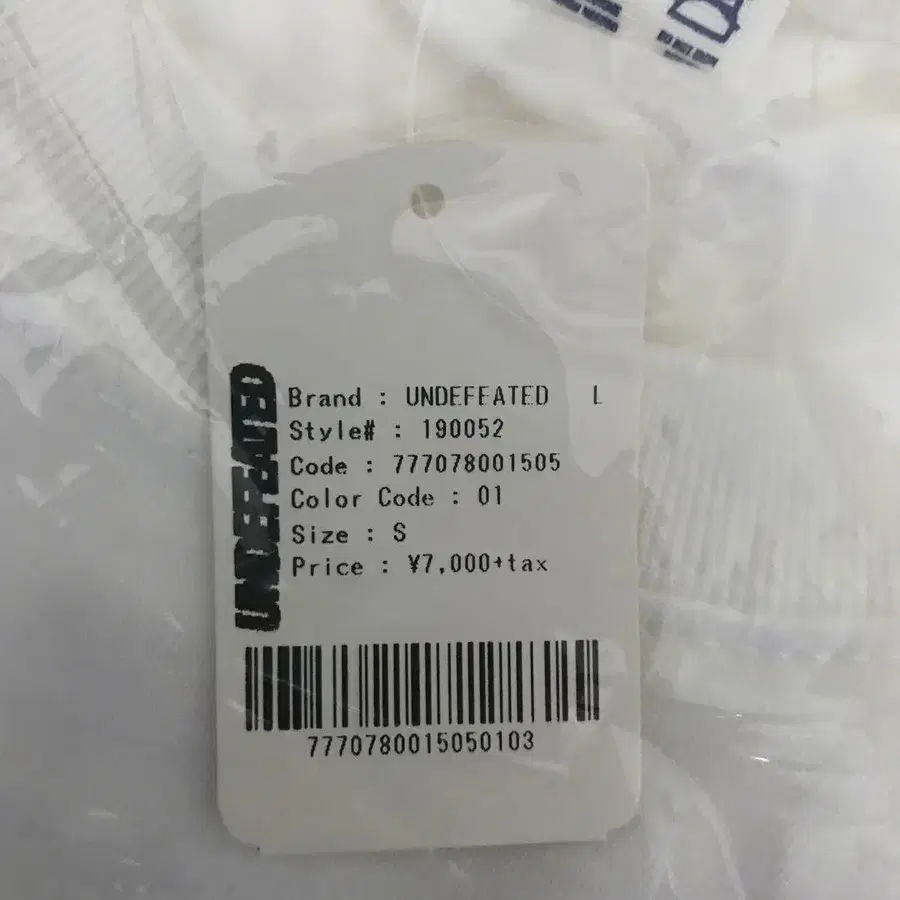 UNDEFEATED
Brand : UNDEFEATED L
Style# : 190052
Code : 777078001505
Color Code : 01
Size : S
Price : ¥7,000+tax
7770780015050103